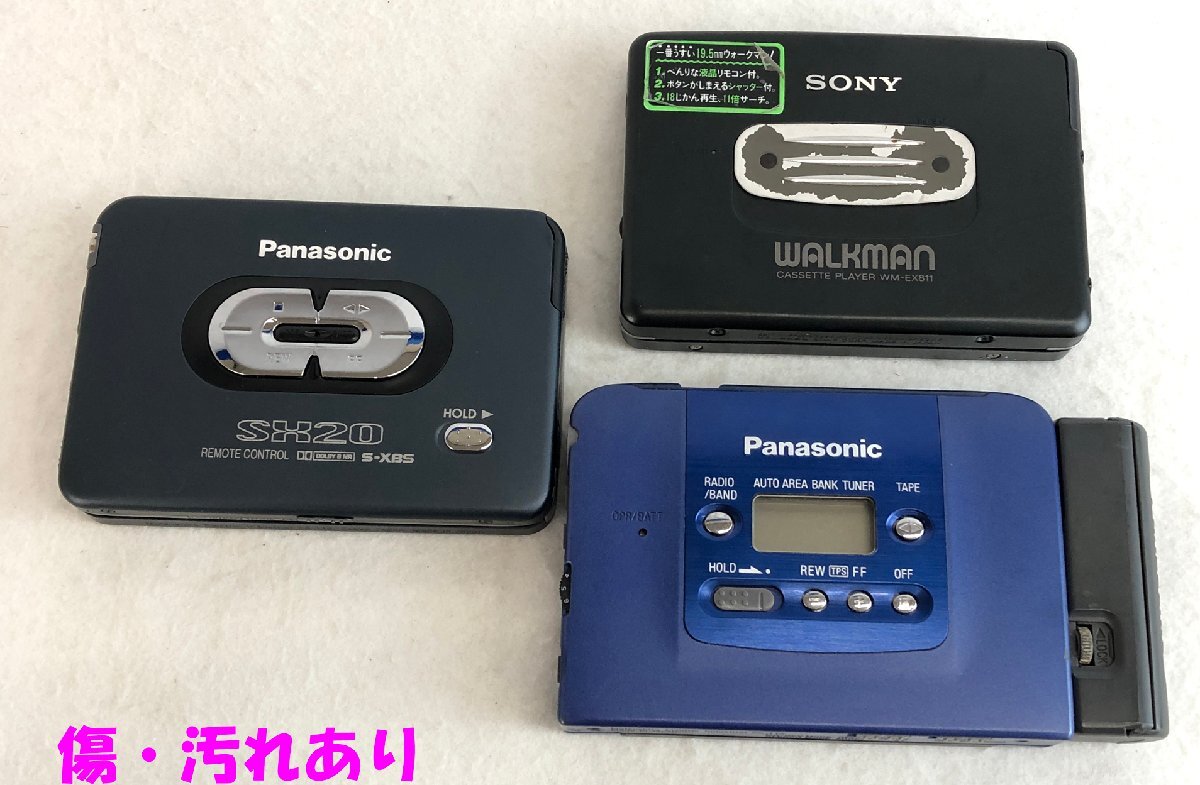 一番うすい19.5mmウォークマン!
1. べんりな液晶リモコン付。
2. ボタンがしまえるシャッター付。
3. 18じかん再生、11倍サーチ。
SONY
WALKMAN
CASSETTE PLAYER WM-EX811
Panasonic
REW
SX20
HOLD
REMOTE CONTROL DOLBY B NR S-XBS
Panasonic
RADIO
/BAND
AUTO AREA BANK TUNER
TAPE
OPR/BATT
HOLD
REW TPS FF
OFF
LOCK
傷・汚れあり